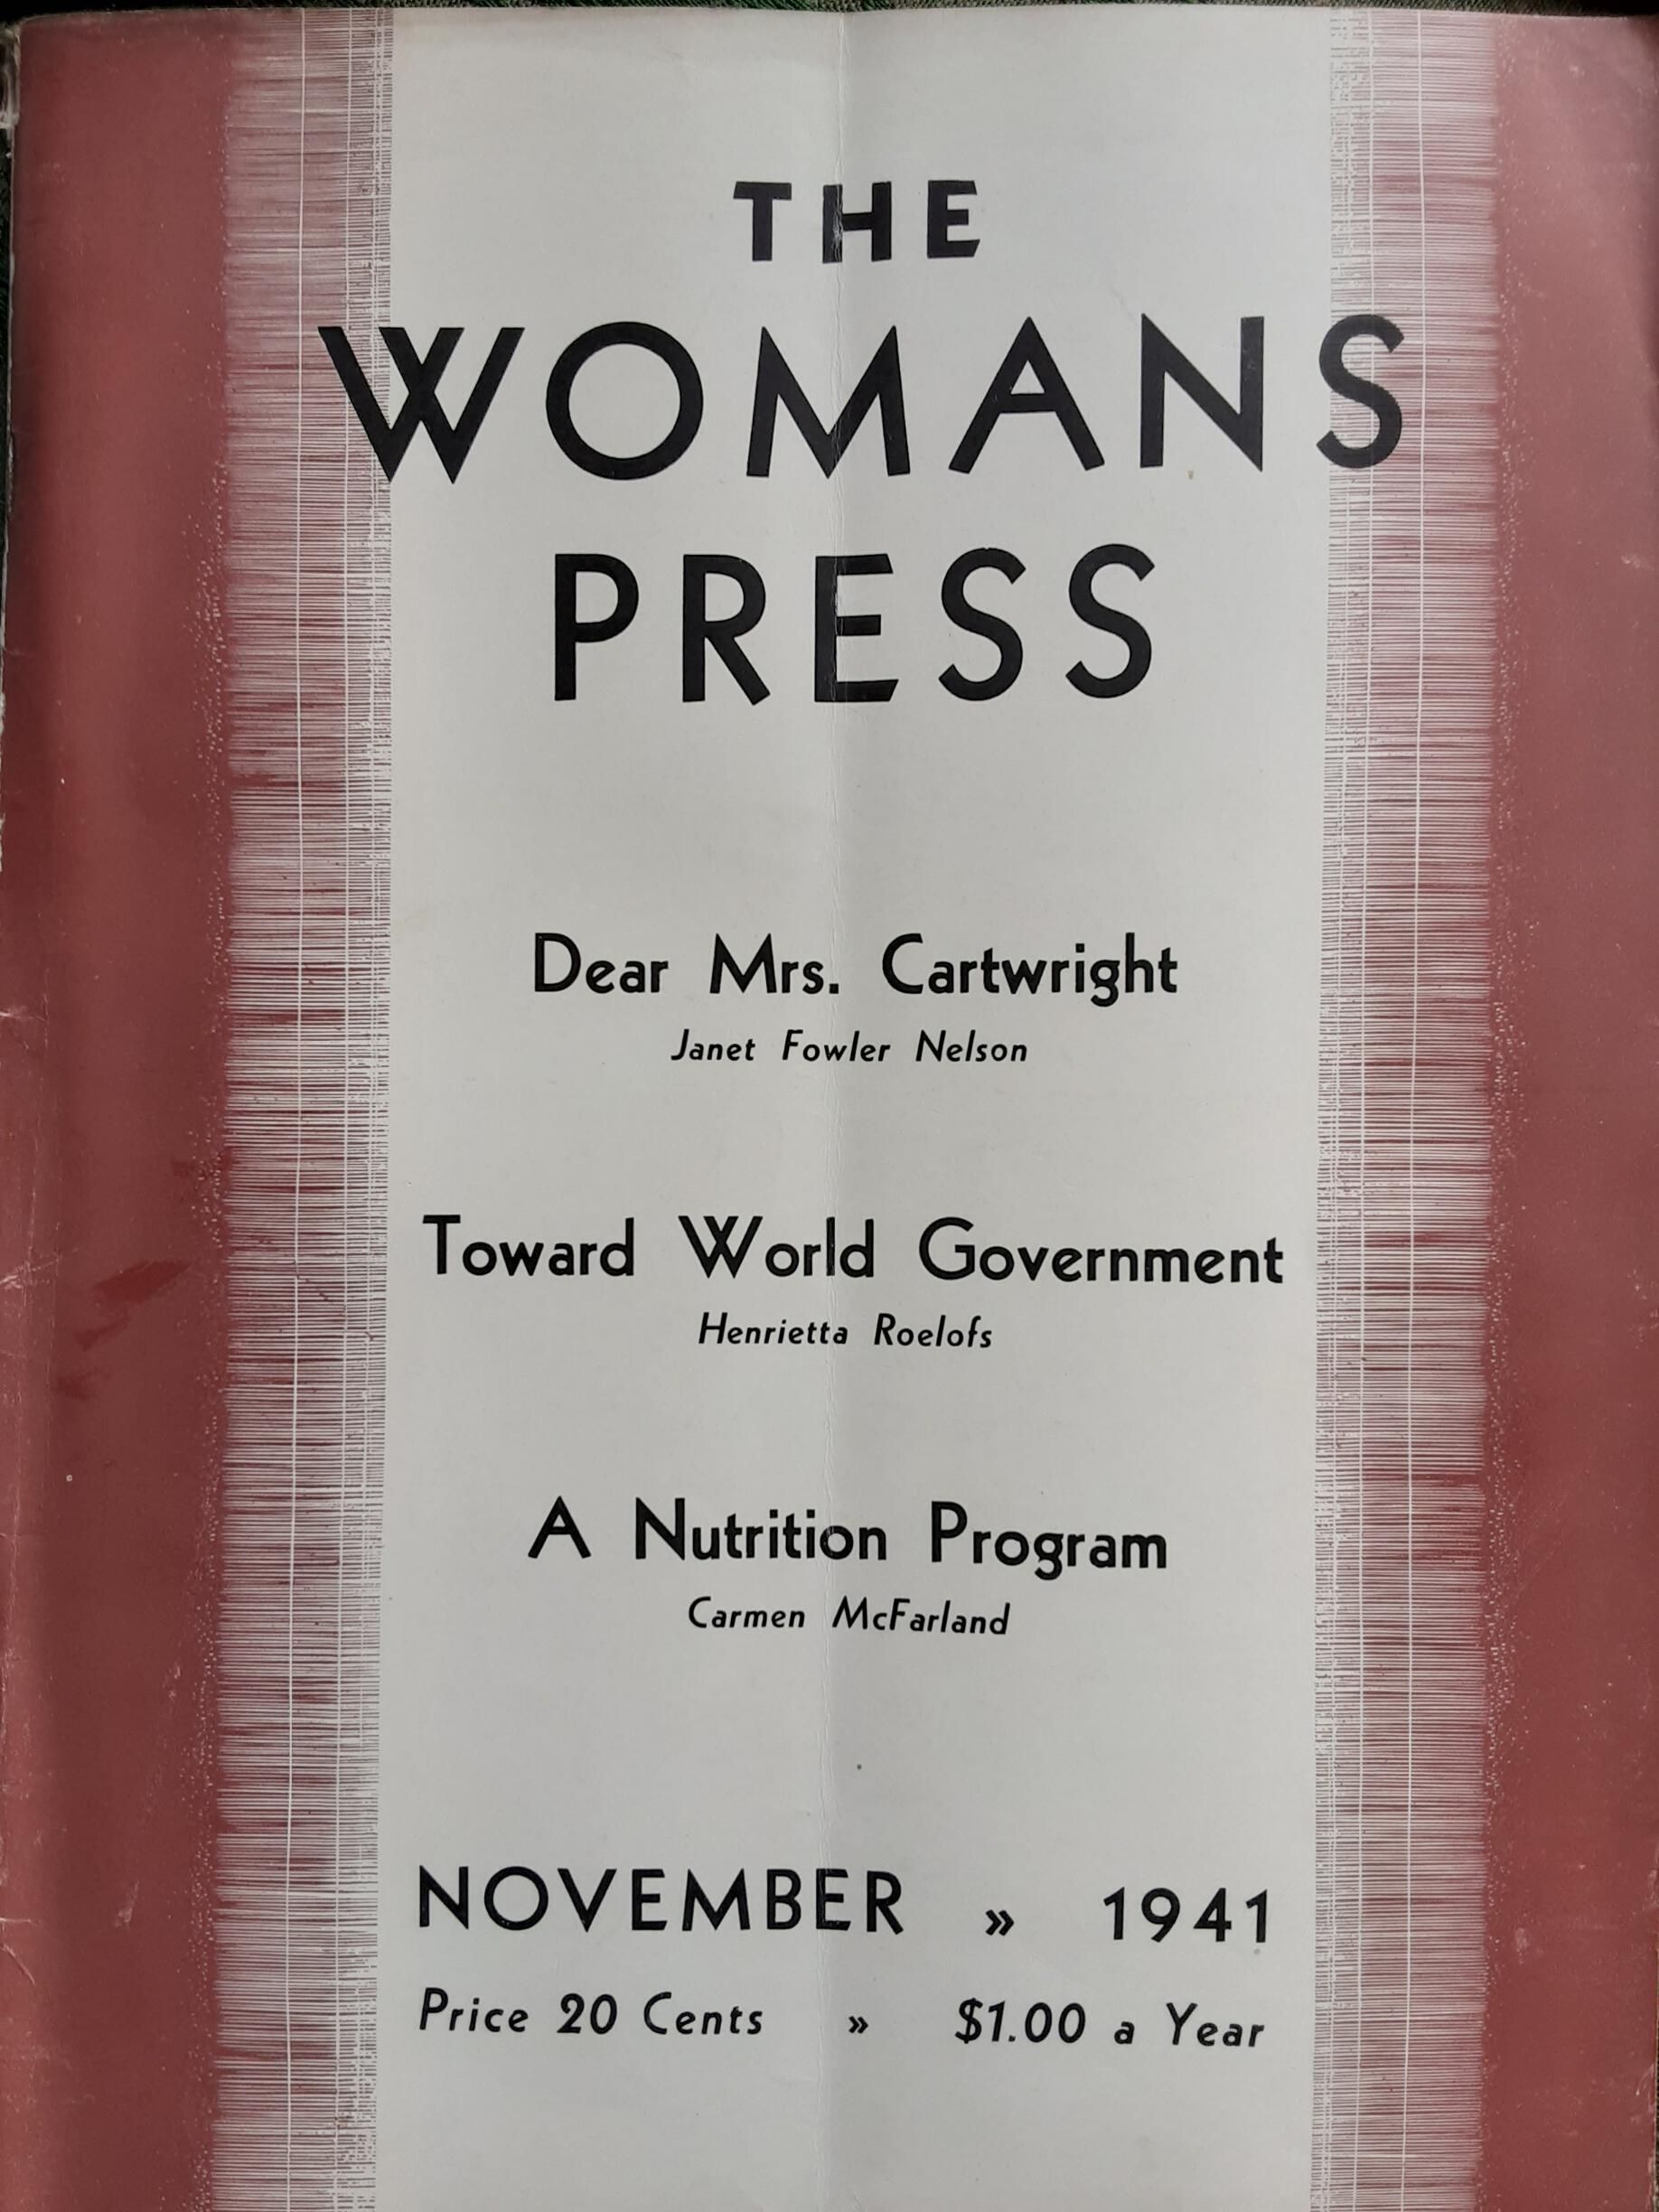 THE
WOMANS
PRESS
Dear Mrs. Cartwright
Janet Fowler Nelson
Toward World Government
Henrietta Roelofs
A Nutrition Program
Carmen McFarland
NOVEMBER » 1941
Price 20 Cents » $1.00 a Year